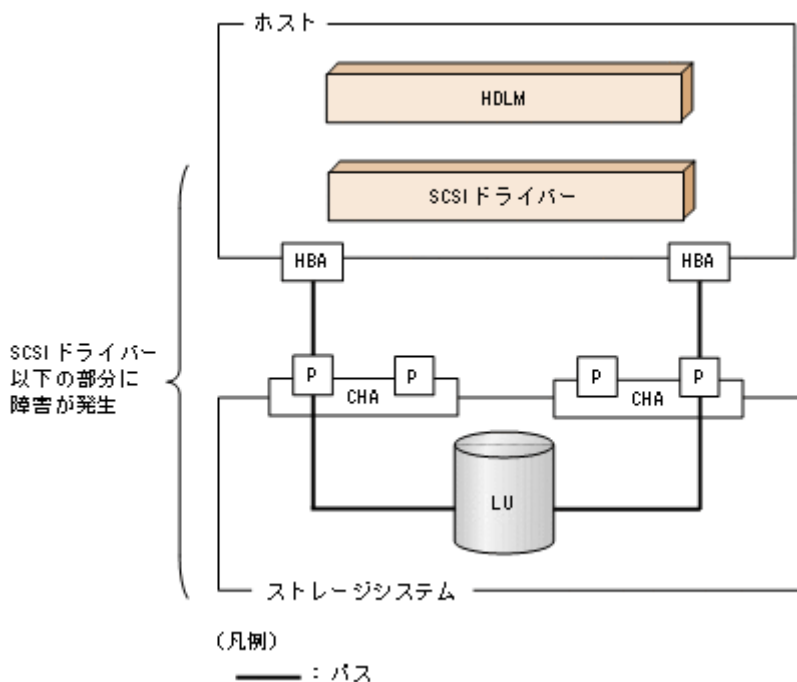 ホスト
HDLM
SCSIドライバー
HBA
HBA
SCSIドライバー
以下の部分に
障害が発生
P
P
P
P
CHA
CHA
LU
ストレージシステム
(凡例)
：パス